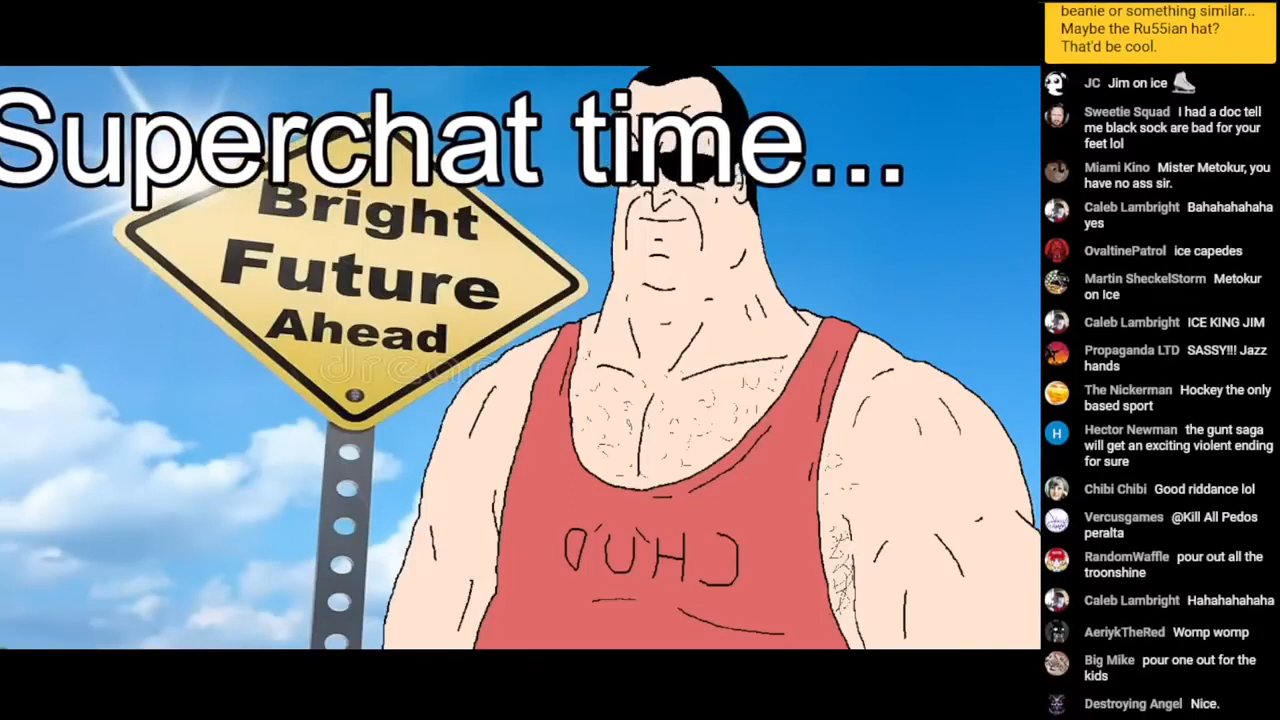 Superchat time...
Bright
Future
Ahead
CHUD
beanie or something similar...
Maybe the Ru55ian hat?
That'd be cool.
JC Jim on ice
Sweetie Squad I had a doc tell
me black sock are bad for your
feet lol
Miami Kino Mister Metokur, you
have no ass sir.
Caleb Lambright Bahahahahaha
yes
OvaltinePatrol ice capedes
Martin SheckelStorm Metokur
on Ice
Caleb Lambright ICE KING JIM
Propaganda LTD SASSY!!! Jazz
hands
The Nickerman Hockey the only
based sport
H
Hector Newman the gunt saga
will get an exciting violent ending
for sure
Chibi Chibi Good riddance lol
Vercusgames @Kill All Pedos
peralta
RandomWaffle pour out all the
troonshine
Caleb Lambright Hahahahahaha
AeriykTheRed Womp womp
Big Mike pour one out for the
kids
Destroying Angel Nice.